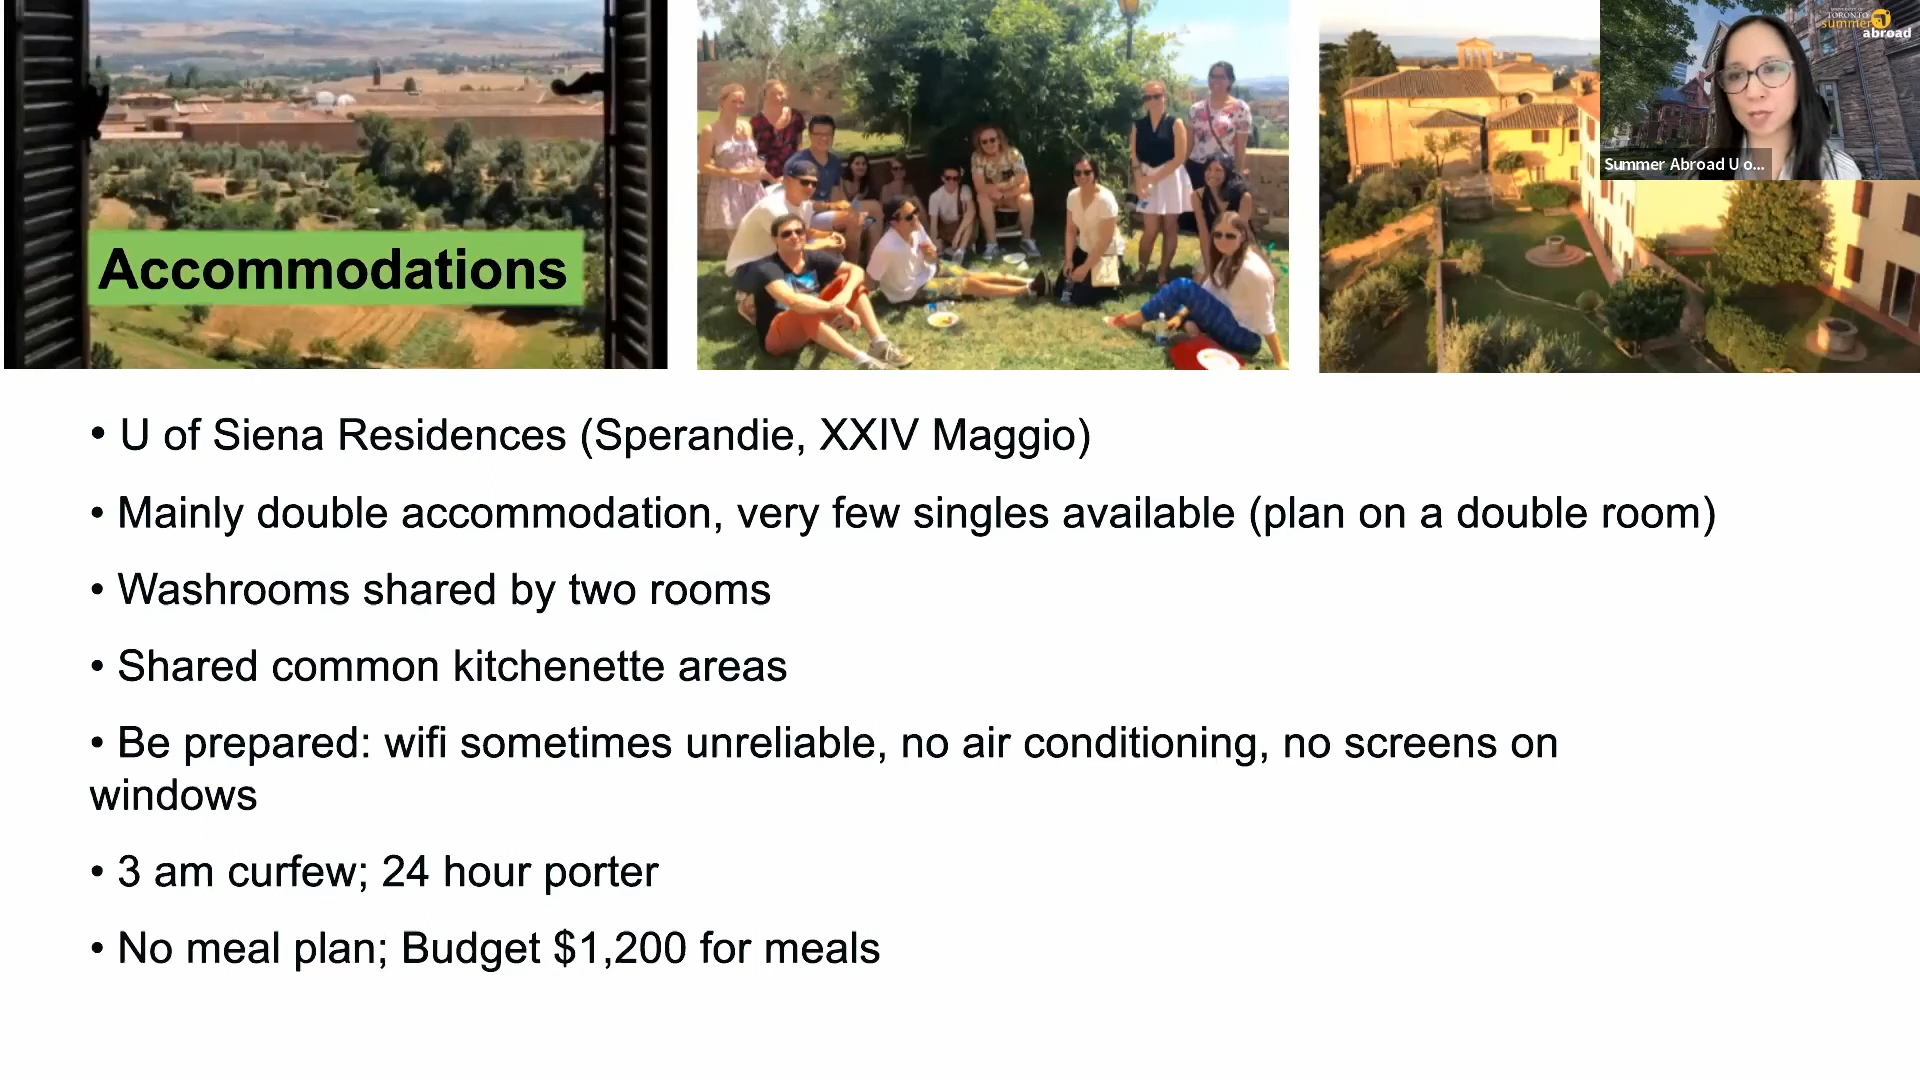 UNIVERSITY OF
TORONTO
summer
abroad
Summer Abroad U o...
Accommodations
• U of Siena Residences (Sperandie, XXIV Maggio)
• Mainly double accommodation, very few singles available (plan on a double room)
• Washrooms shared by two rooms
• Shared common kitchenette areas
• Be prepared: wifi sometimes unreliable, no air conditioning, no screens on
windows
• 3 am curfew; 24 hour porter
• No meal plan; Budget $1,200 for meals